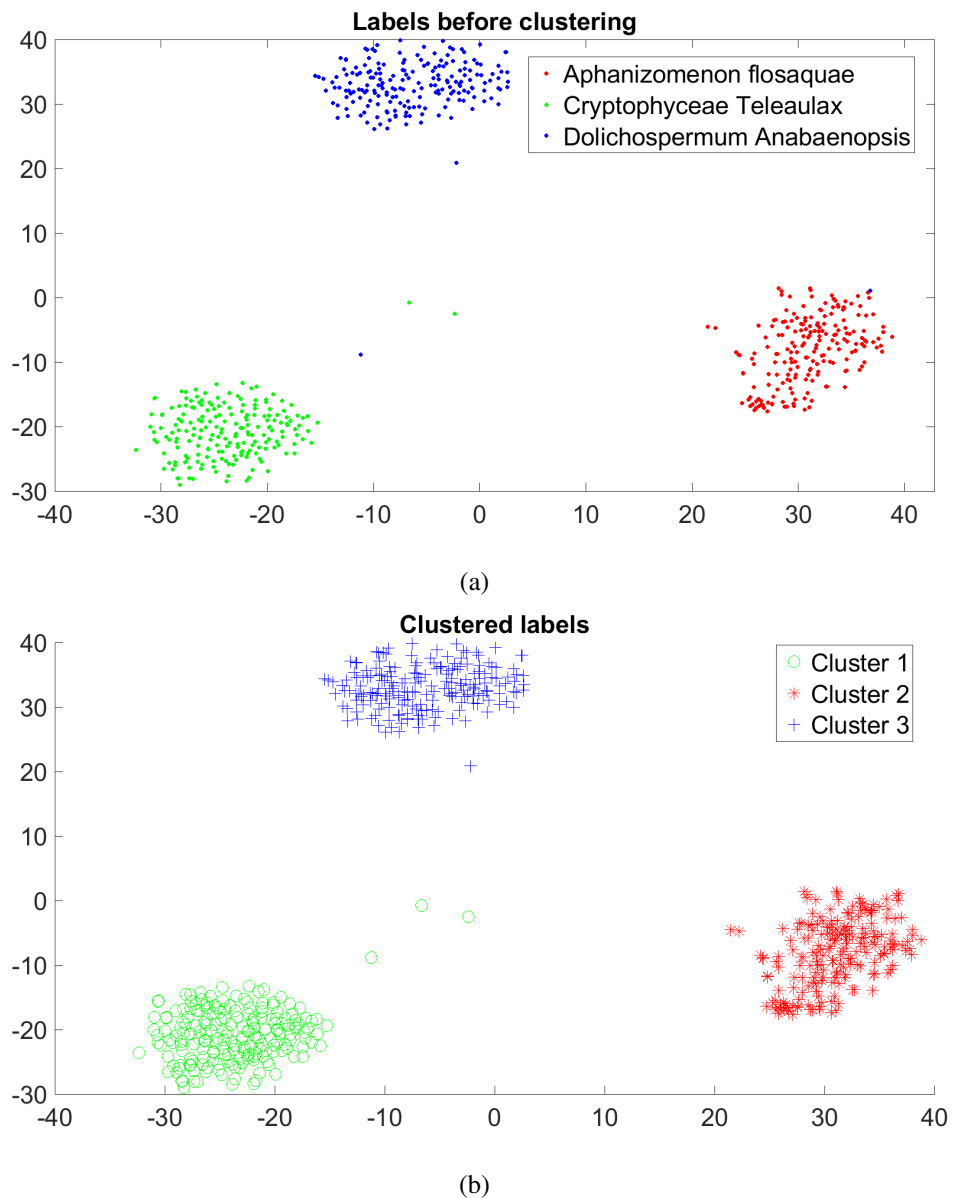 Labels before clustering
40
30
20
10
0
-10
-20
-30
Aphanizomenon flosaquae
Cryptophyceae Teleaulax
Dolichospermum Anabaenopsis
-40 -30 -20 -10 0 10 20 30 40
(a)
Clustered labels
40
30
20
10
0
-10
-20
-30
Cluster 1
Cluster 2
Cluster 3
-40 -30 -20 -10 0 10 20 30 40
(b)